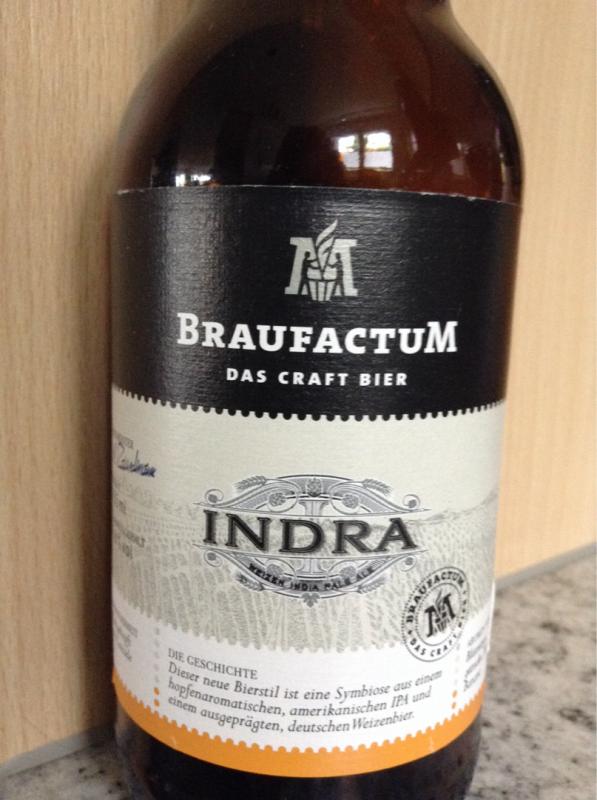 BRAUFACTUM
DAS CRAFT BIER
INDRA
WEIZEN INDIA PALE ALE
BRAUFACTUM
DAS CRAFT BIER
DIE GESCHICHTE
Dieser neue Bierstil ist eine Symbiose aus einem
hopfenaromatischen, amerikanischen IPA und
einem ausgeprägten, deutschen Weizenbier.